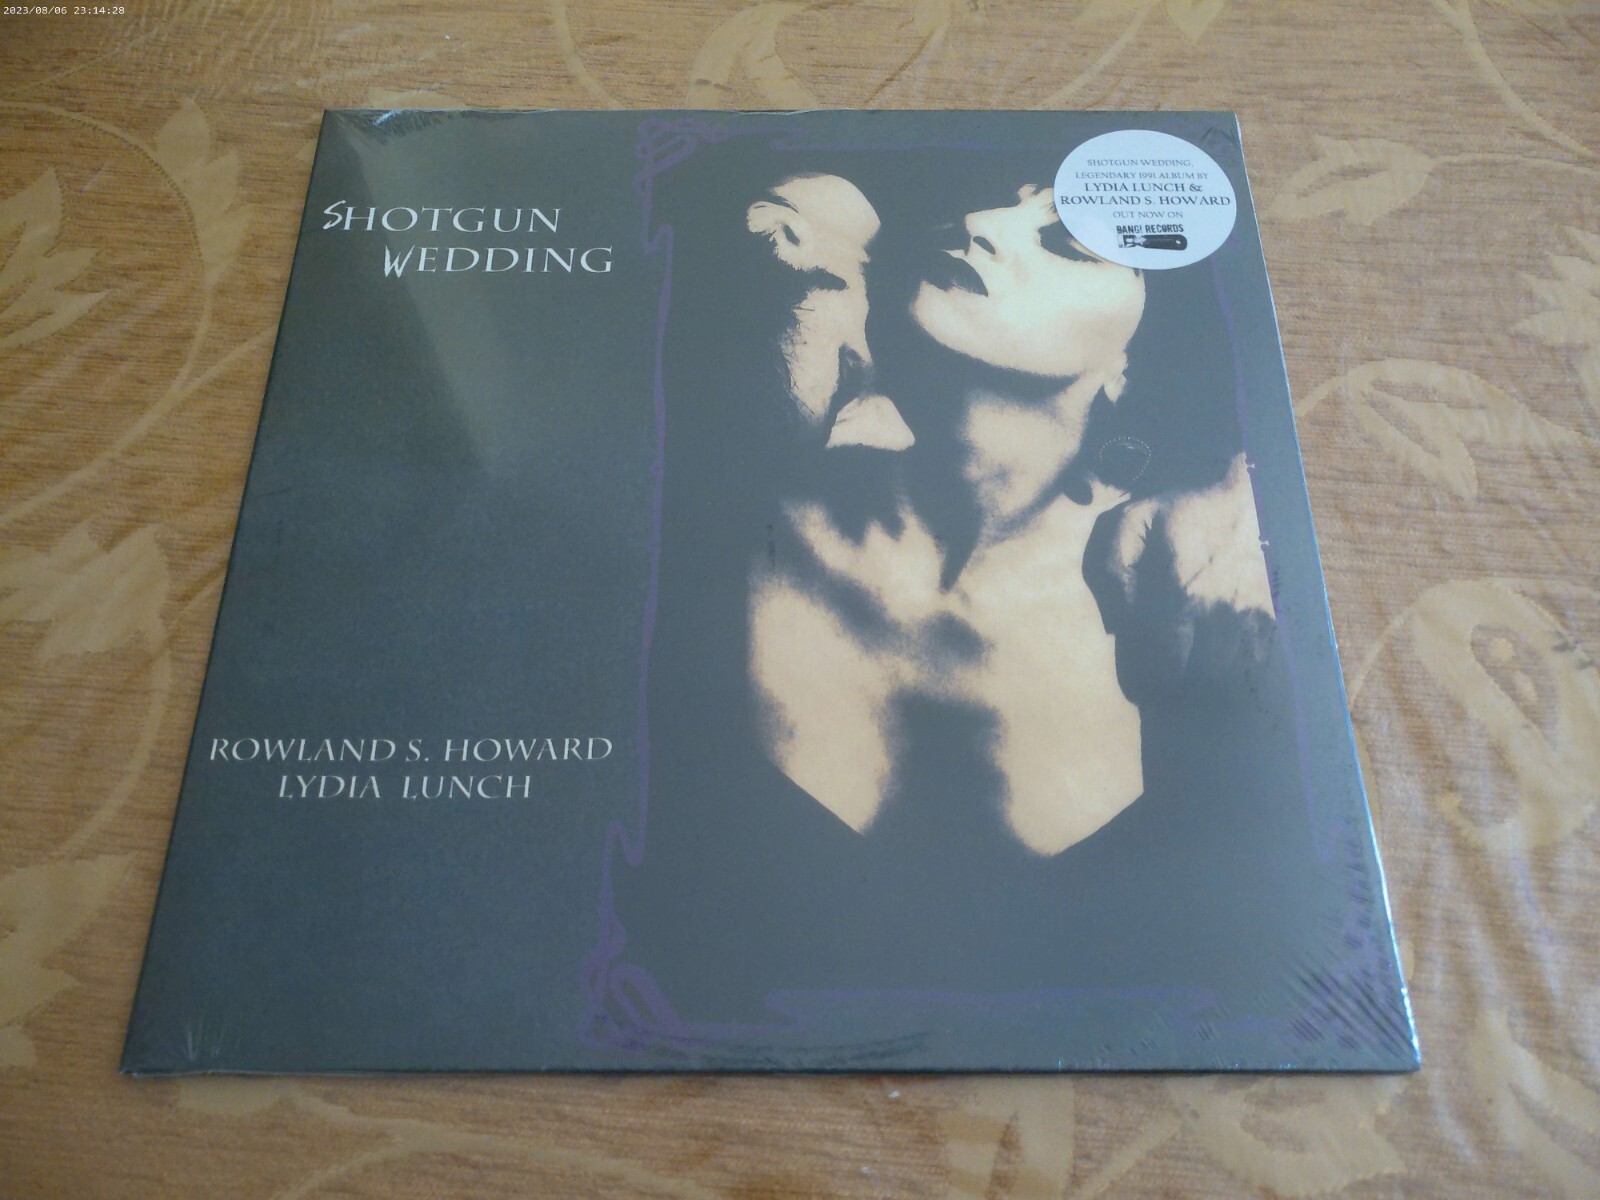 2023/08/06 23:14:28
SHOTGUN WEDDING,
LEGENDARY 1991 ALBUM BY
LYDIA LUNCH &
ROWLAND S. HOWARD
OUT NOW ON
BANG! RECORDS
SHOTGUN
WEDDING
ROWLAND S. HOWARD
LYDIA LUNCH